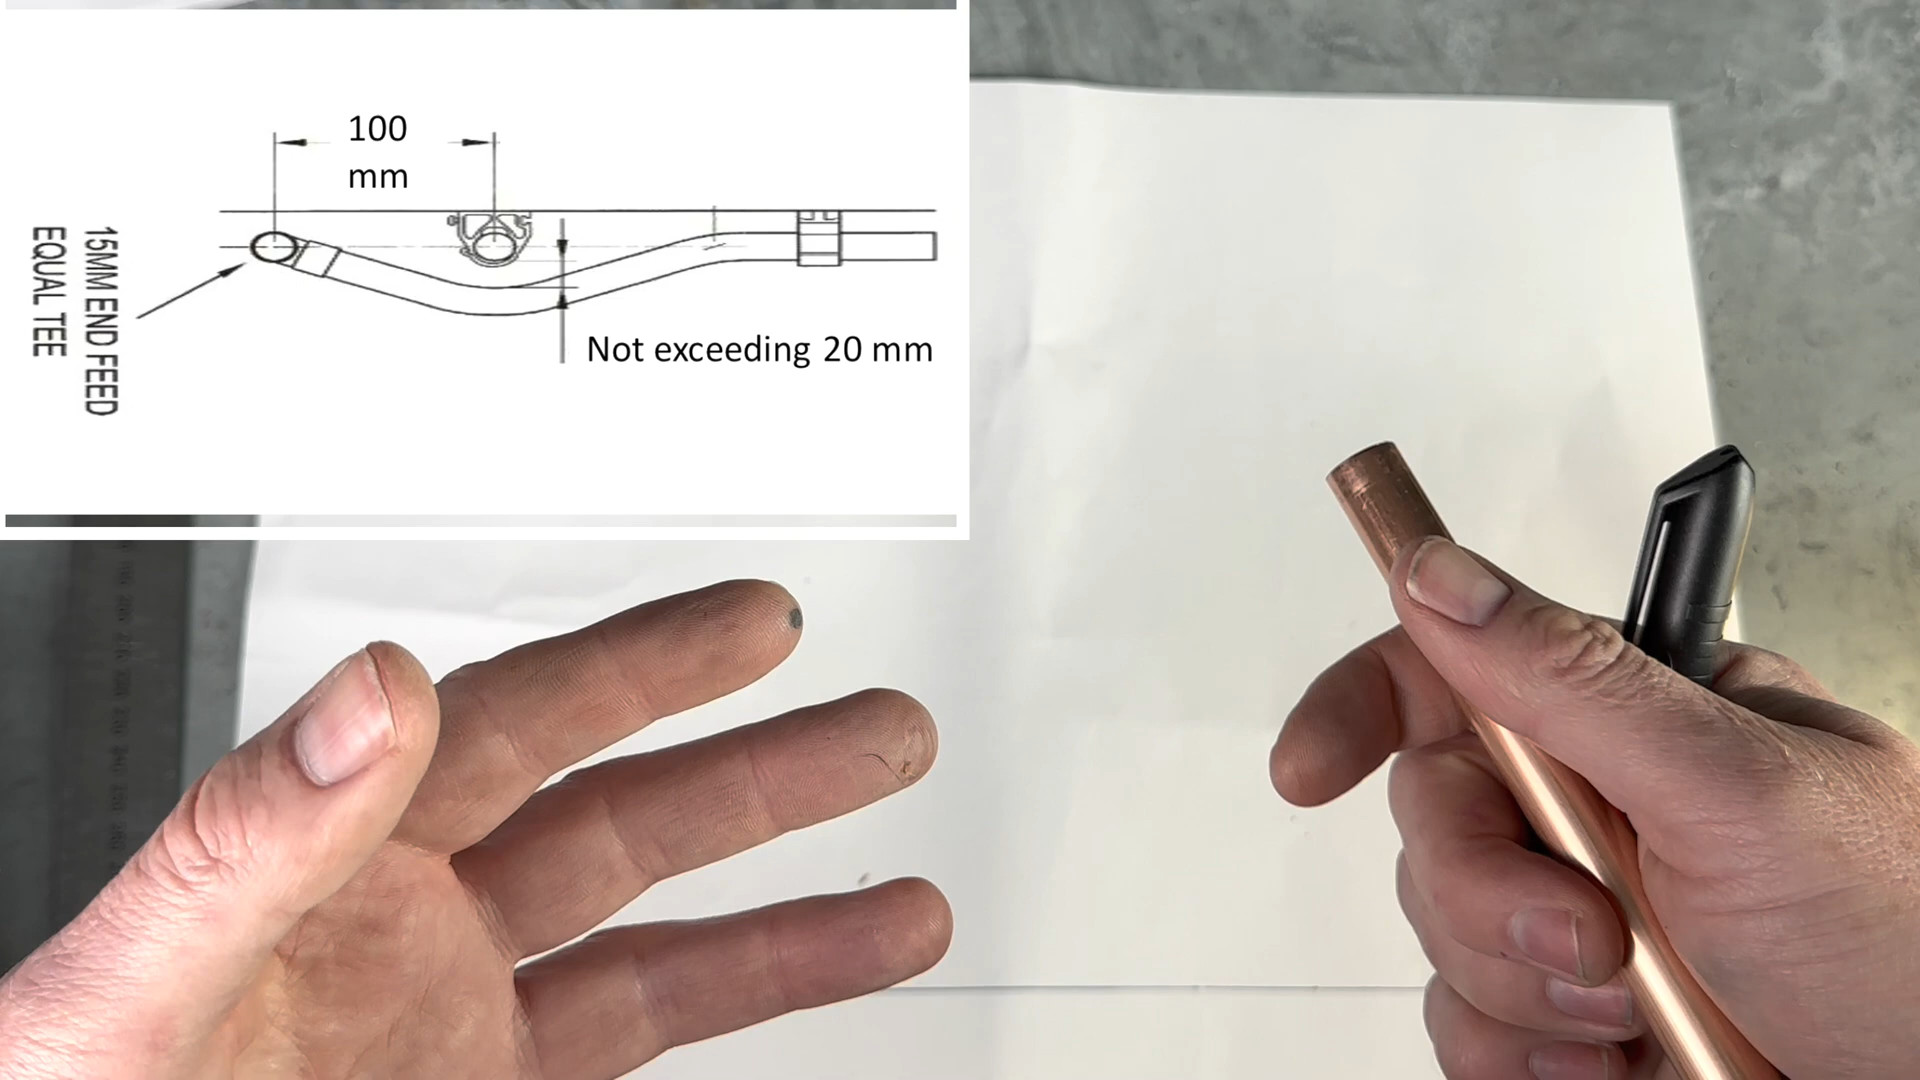 100
mm
15MM END FEED
EQUAL TEE
Not exceeding 20 mm